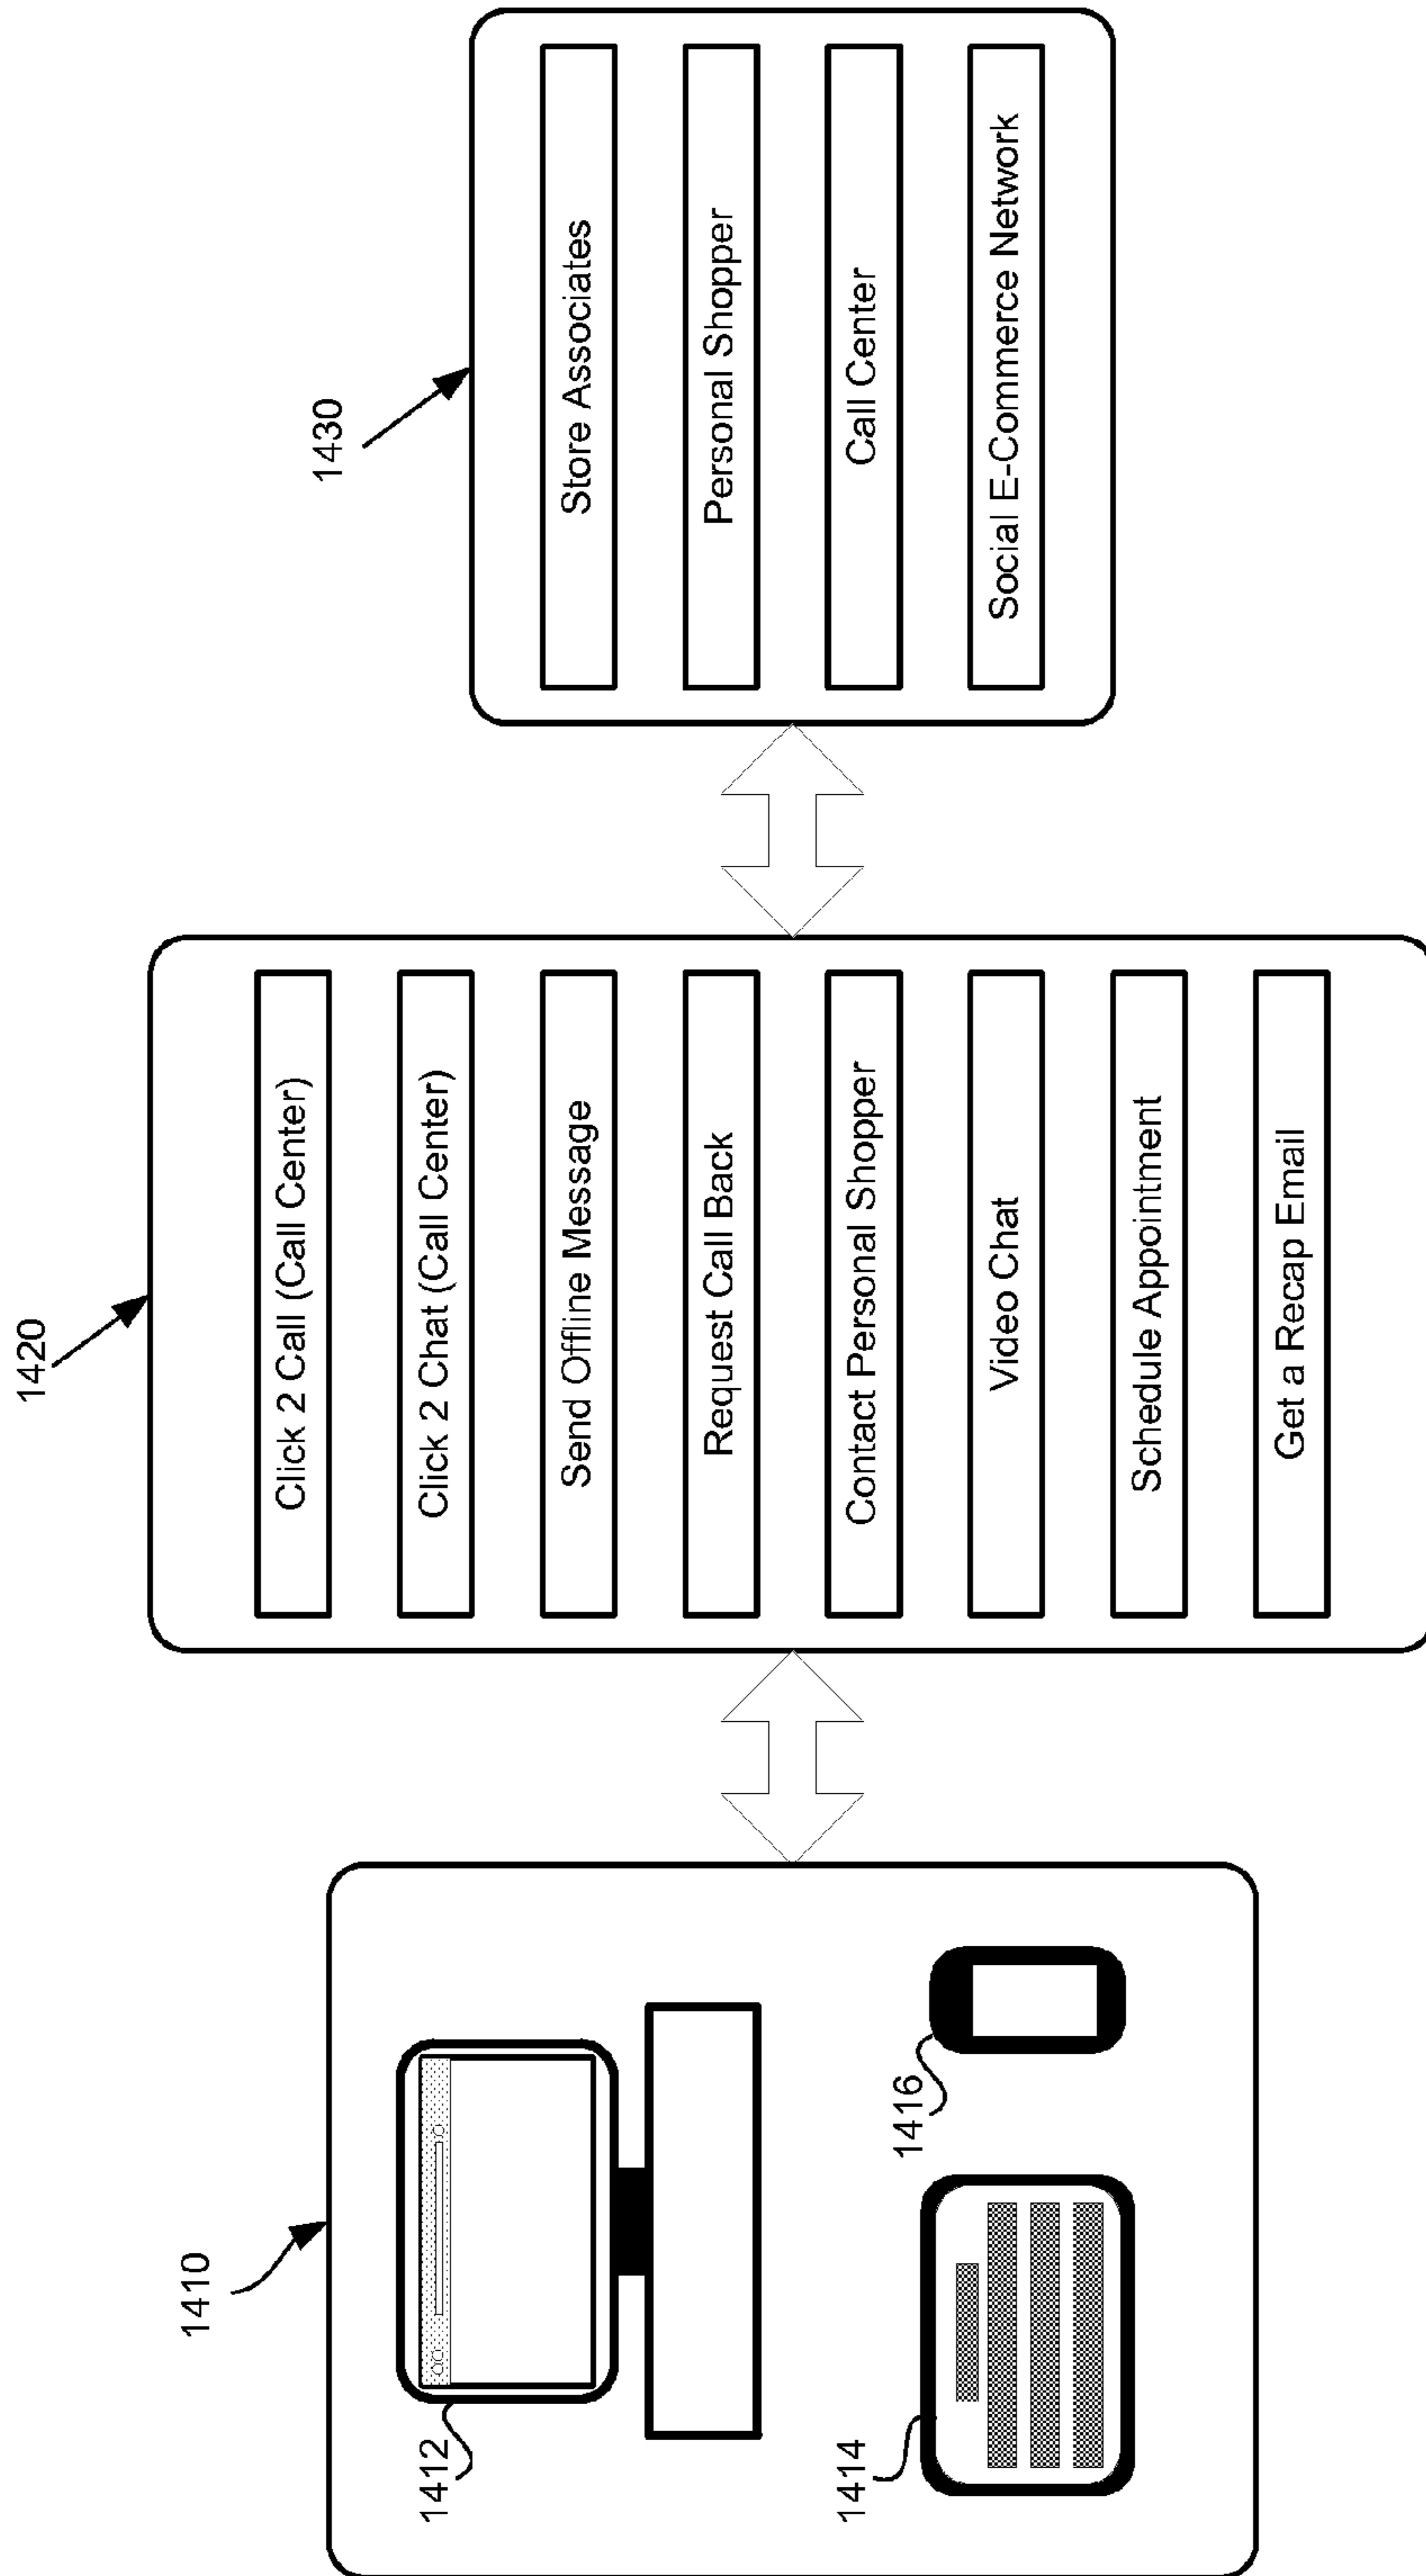 1410
1412
1414
1416
1420
Click 2 Call (Call Center)
Click 2 Chat (Call Center)
Send Offline Message
Request Call Back
Contact Personal Shopper
Video Chat
Schedule Appointment
Get a Recap Email
1430
Store Associates
Personal Shopper
Call Center
Social E-Commerce Network